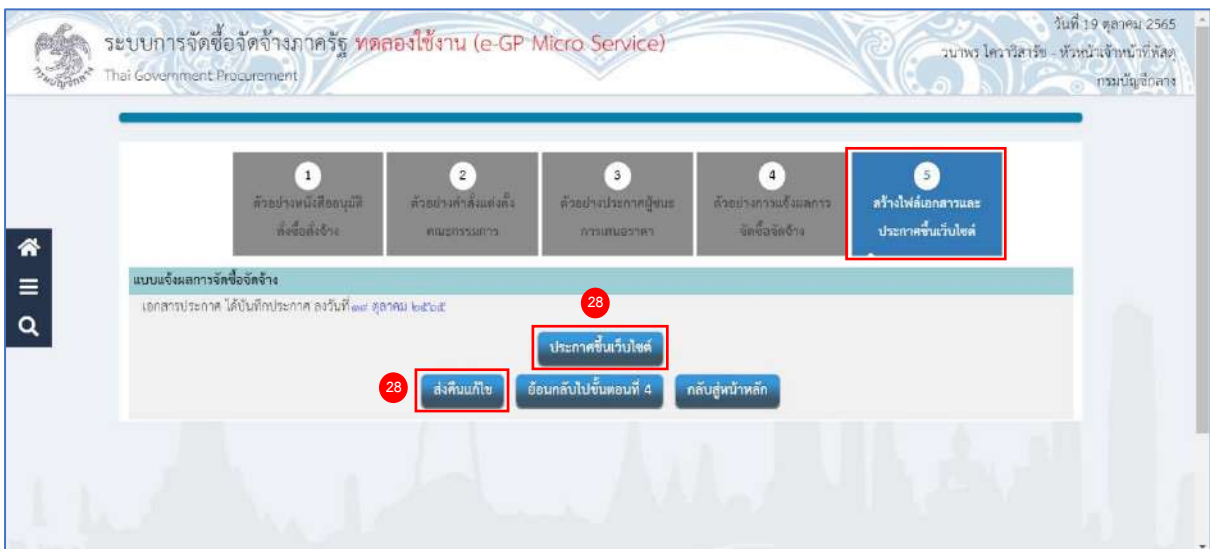 วันที่ 19 ตุลาคม 2565
ระบบการจัดซื้อจัดจ้างภาครัฐ ทดลองใช้งาน (e-GP Micro Service)
วนาพร โควาวิสารัช - หัวหน้าเจ้าหน้าที่พัสดุ
Thai Government Procurement
กรมบัญชีกลาง
กรมบัญชีกลาง
1
ตัวอย่างหนังสืออนุมัติ
สั่งซื้อสั่งจ้าง
2
ตัวอย่างคำสั่งแต่งตั้ง
คณะกรรมการ
3
ตัวอย่างประกาศผู้ชนะ
การเสนอราคา
4
ตัวอย่างการแจ้งผลการ
จัดซื้อจัดจ้าง
5
สร้างไฟล์เอกสารและ
ประกาศขึ้นเว็บไซต์
แบบแจ้งผลการจัดซื้อจัดจ้าง
เอกสารประกาศ ได้บันทึกประกาศ ลงวันที่ ๑๙ ตุลาคม ๒๕๖๕
28
ประกาศขึ้นเว็บไซต์
28
ส่งคืนแก้ไข
ย้อนกลับไปขั้นตอนที่ 4
กลับสู่หน้าหลัก